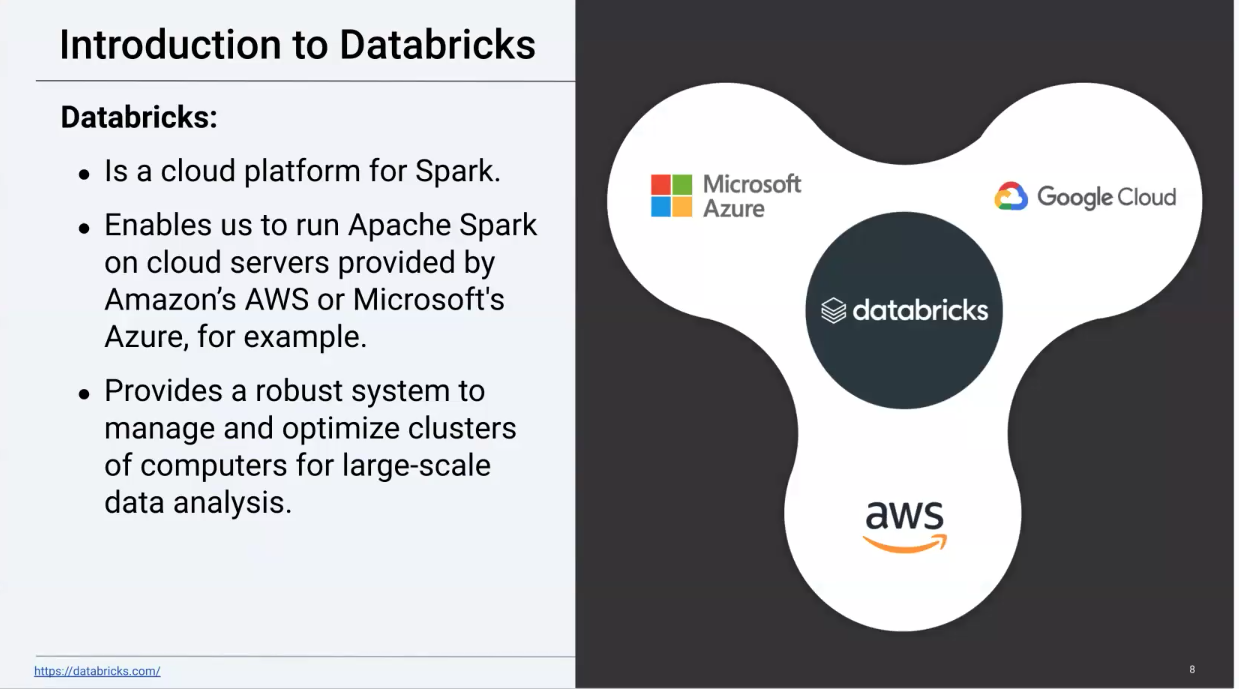 Introduction to Databricks
Databricks:
● Is a cloud platform for Spark.
● Enables us to run Apache Spark
on cloud servers provided by
Amazon’s AWS or Microsoft's
Azure, for example.
● Provides a robust system to
manage and optimize clusters
of computers for large-scale
data analysis.
https://databricks.com/
Microsoft
Azure
Google Cloud
databricks
aws
8